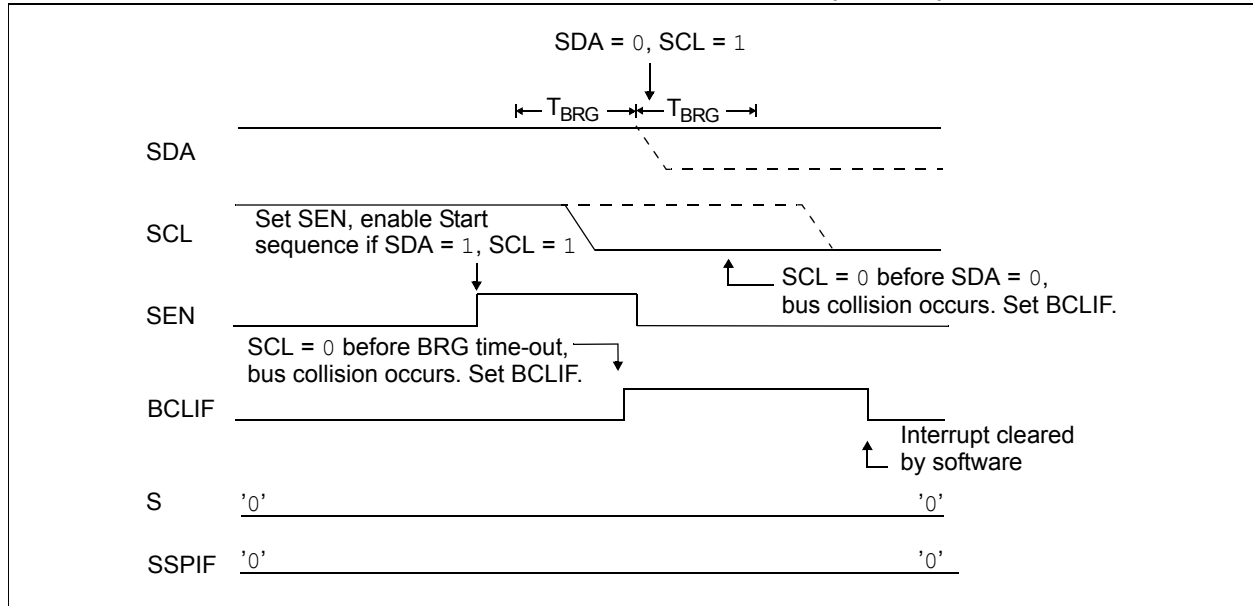 SDA = 0, SCL = 1
TBRG TBRG
SDA
SCL
Set SEN, enable Start
sequence if SDA = 1, SCL = 1
SCL = 0 before SDA = 0,
bus collision occurs. Set BCLIF.
SEN
SCL = 0 before BRG time-out,
bus collision occurs. Set BCLIF.
BCLIF
Interrupt cleared
by software
S '0' '0'
SSPIF '0' '0'